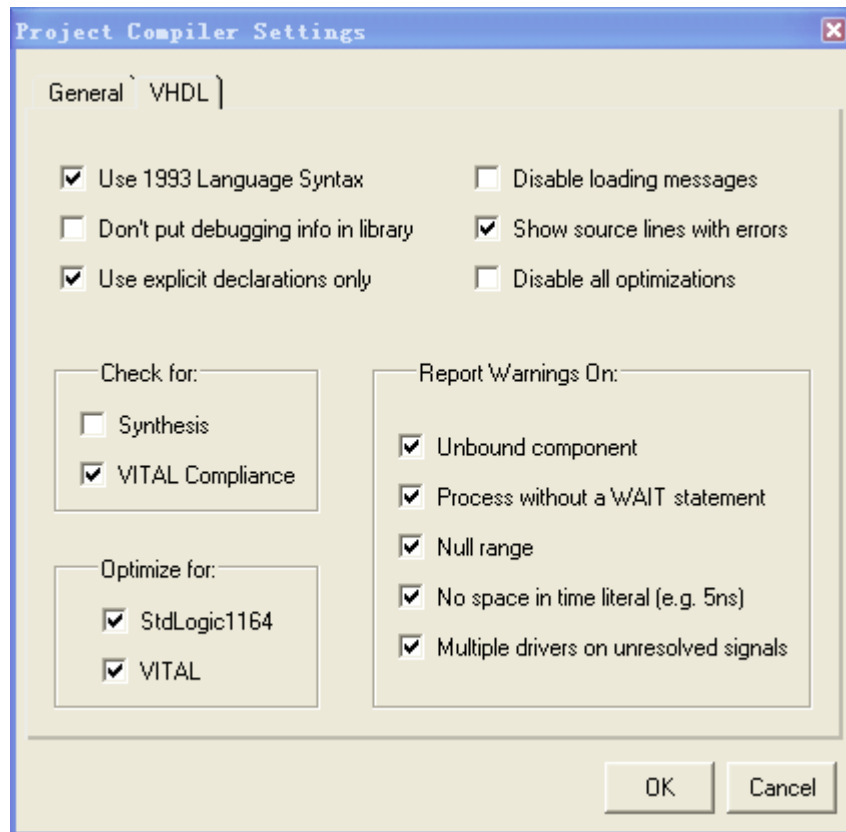 Project Compiler Settings
General VHDL
Use 1993 Language Syntax
Disable loading messages
Don't put debugging info in library
Show source lines with errors
Use explicit declarations only
Disable all optimizations
Check for:
Synthesis
VITAL Compliance
Optimize for:
StdLogic1164
VITAL
Report Warnings On:
Unbound component
Process without a WAIT statement
Null range
No space in time literal (e.g. 5ns)
Multiple drivers on unresolved signals
OK Cancel